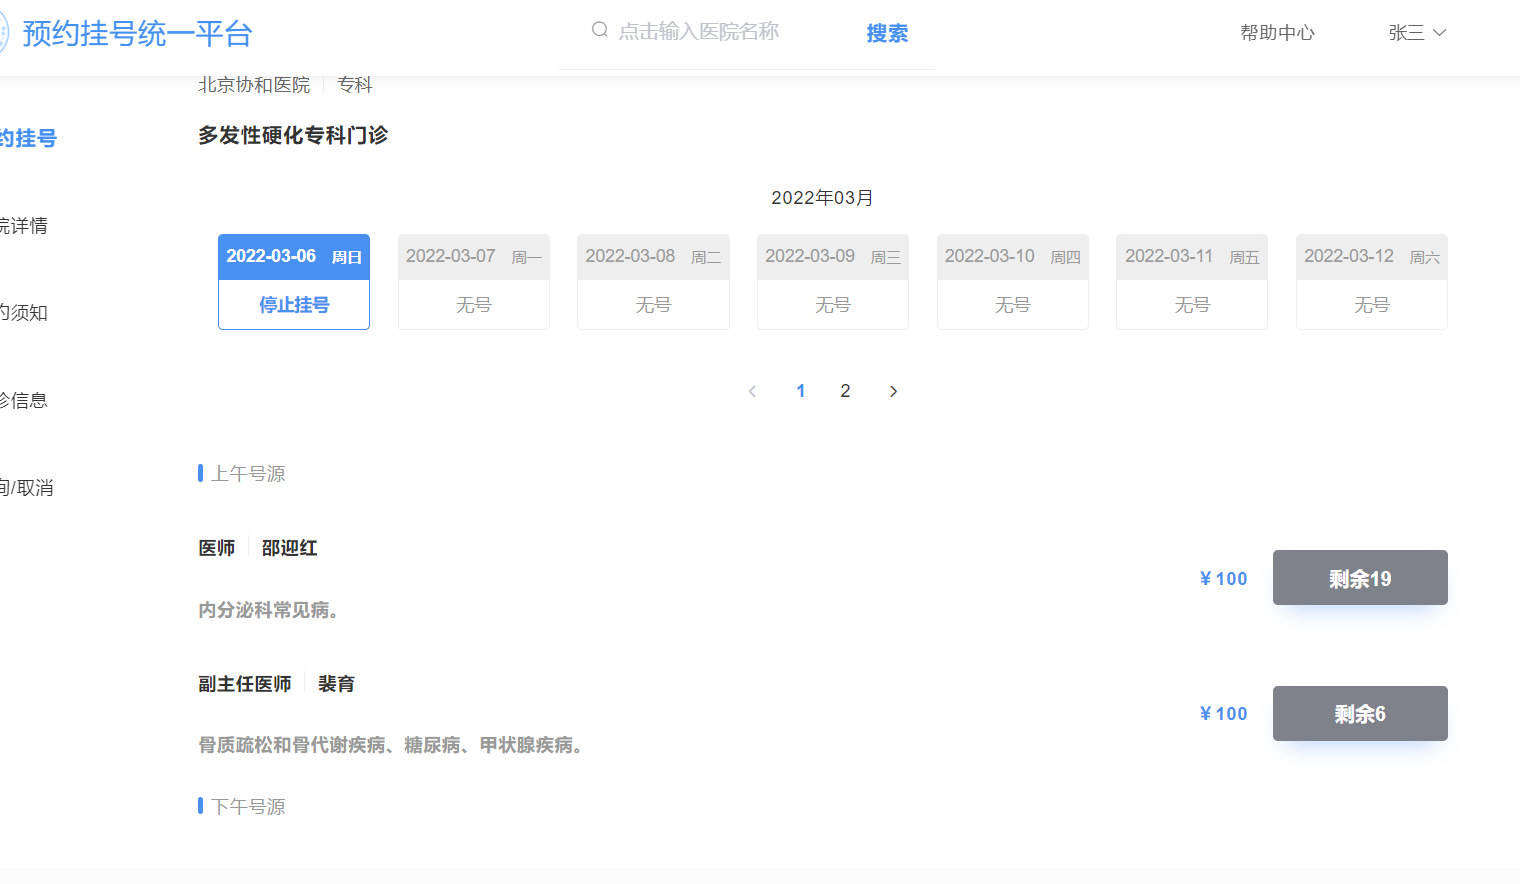 预约挂号统一平台 点击输入医院名称 搜索 帮助中心 张三
北京协和医院 专科
约挂号
多发性硬化专科门诊
2022年03月
院详情
2022-03-06 周日 2022-03-07 周一 2022-03-08 周二 2022-03-09 周三 2022-03-10 周四 2022-03-11 周五 2022-03-12 周六
停止挂号 无号 无号 无号 无号 无号 无号
约须知
1 2
诊信息
上午号源
询/取消
医师 邵迎红
¥100 剩余19
内分泌科常见病。
副主任医师 裴育
¥100 剩余6
骨质疏松和骨代谢疾病、糖尿病、甲状腺疾病。
下午号源